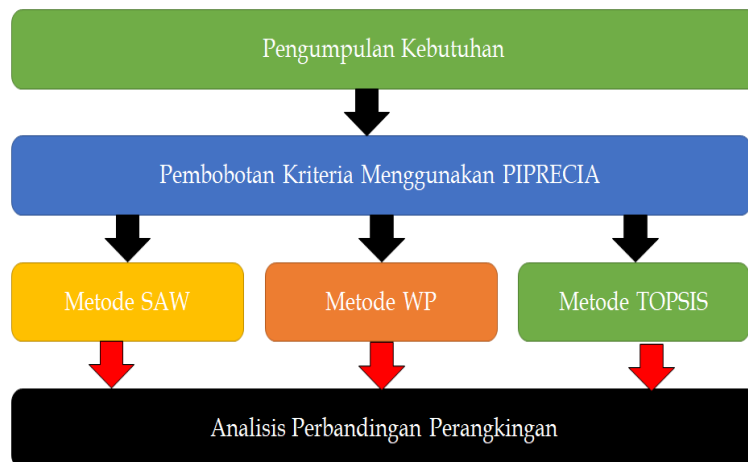 Pengumpulan Kebutuhan
Pembobotan Kriteria Menggunakan PIPRECIA
Metode SAW
Metode WP
Metode TOPSIS
Analisis Perbandingan Perangkingan